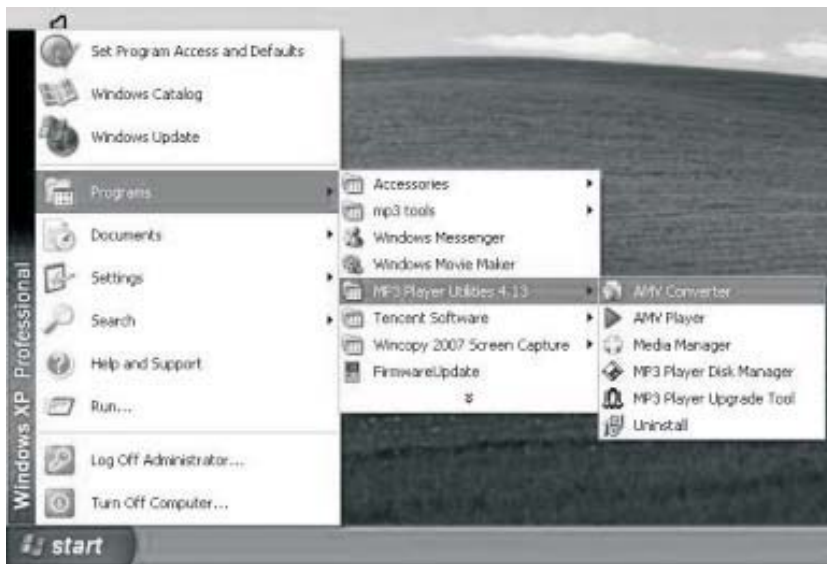 Set Program Access and Defaults
Windows Catalog
Windows Update
Programs
Documents
Settings
Search
Help and Support
Run...
Log Off Administrator...
Turn Off Computer...
Windows XP Professional
start
Accessories
mp3 tools
Windows Messenger
Windows Movie Maker
MP3 Player Utilities 4.13
Tencent Software
Wincopy 2007 Screen Capture
FirmwareUpdate
AMV Converter
AMV Player
Media Manager
MP3 Player Disk Manager
MP3 Player Upgrade Tool
Uninstall